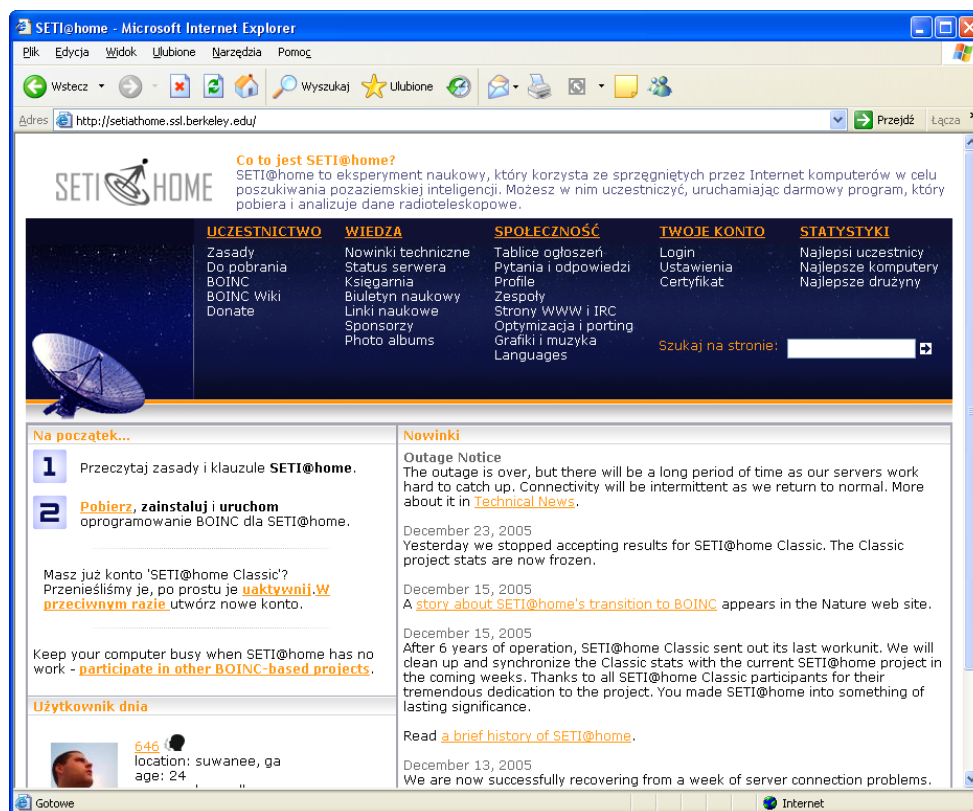 SETI@home - Microsoft Internet Explorer
Plik Edycja Widok Ulubione Narzędzia Pomoc
Wstecz Wyszukaj Ulubione
Adres http://setiathome.ssl.berkeley.edu/ Przejdź Łącza
SETI@HOME
Co to jest SETI@home?
SETI@home to eksperyment naukowy, który korzysta ze sprzęgniętych przez Internet komputerów w celu
poszukiwania pozaziemskiej inteligencji. Możesz w nim uczestniczyć, uruchamiając darmowy program, który
pobiera i analizuje dane radioteleskopowe.
UCZESTNICTWO
Zasady
Do pobrania
BOINC
BOINC Wiki
Donate
WIEDZA
Nowinki techniczne
Status serwera
Księgarnia
Biuletyn naukowy
Linki naukowe
Sponsorzy
Photo albums
SPOŁECZNOŚĆ
Tablice ogłoszeń
Pytania i odpowiedzi
Profile
Zespoły
Strony WWW i IRC
Optymizacja i porting
Grafiki i muzyka
Languages
TWOJE KONTO
Login
Ustawienia
Certyfikat
STATYSTYKI
Najlepsi uczestnicy
Najlepsze komputery
Najlepsze drużyny
Szukaj na stronie:
Na początek...
1 Przeczytaj zasady i klauzule SETI@home.
2 Pobierz, zainstaluj i uruchom
oprogramowanie BOINC dla SETI@home.
Masz już konto 'SETI@home Classic'?
Przenieśliśmy je, po prostu je uaktywnij.W
przeciwnym razie utwórz nowe konto.
Keep your computer busy when SETI@home has no
work - participate in other BOINC-based projects.
Użytkownik dnia
646
location: suwanee, ga
age: 24
Nowinki
Outage Notice
The outage is over, but there will be a long period of time as our servers work
hard to catch up. Connectivity will be intermittent as we return to normal. More
about it in Technical News.
December 23, 2005
Yesterday we stopped accepting results for SETI@home Classic. The Classic
project stats are now frozen.
December 15, 2005
A story about SETI@home's transition to BOINC appears in the Nature web site.
December 15, 2005
After 6 years of operation, SETI@home Classic sent out its last workunit. We will
clean up and synchronize the Classic stats with the current SETI@home project in
the coming weeks. Thanks to all SETI@home Classic participants for their
tremendous dedication to the project. You made SETI@home into something of
lasting significance.
Read a brief history of SETI@home.
December 13, 2005
We are now successfully recovering from a week of server connection problems.
Gotowe Internet